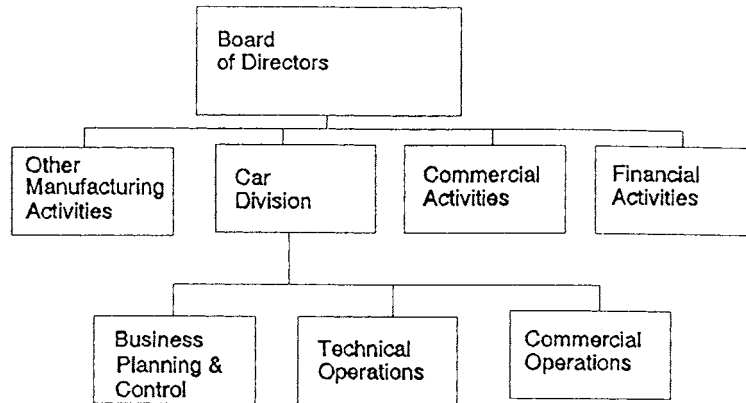 Board
of Directors
Other
Manufacturing
Activities
Car
Division
Commercial
Activities
Financial
Activities
Business
Planning &
Control
Technical
Operations
Commercial
Operations